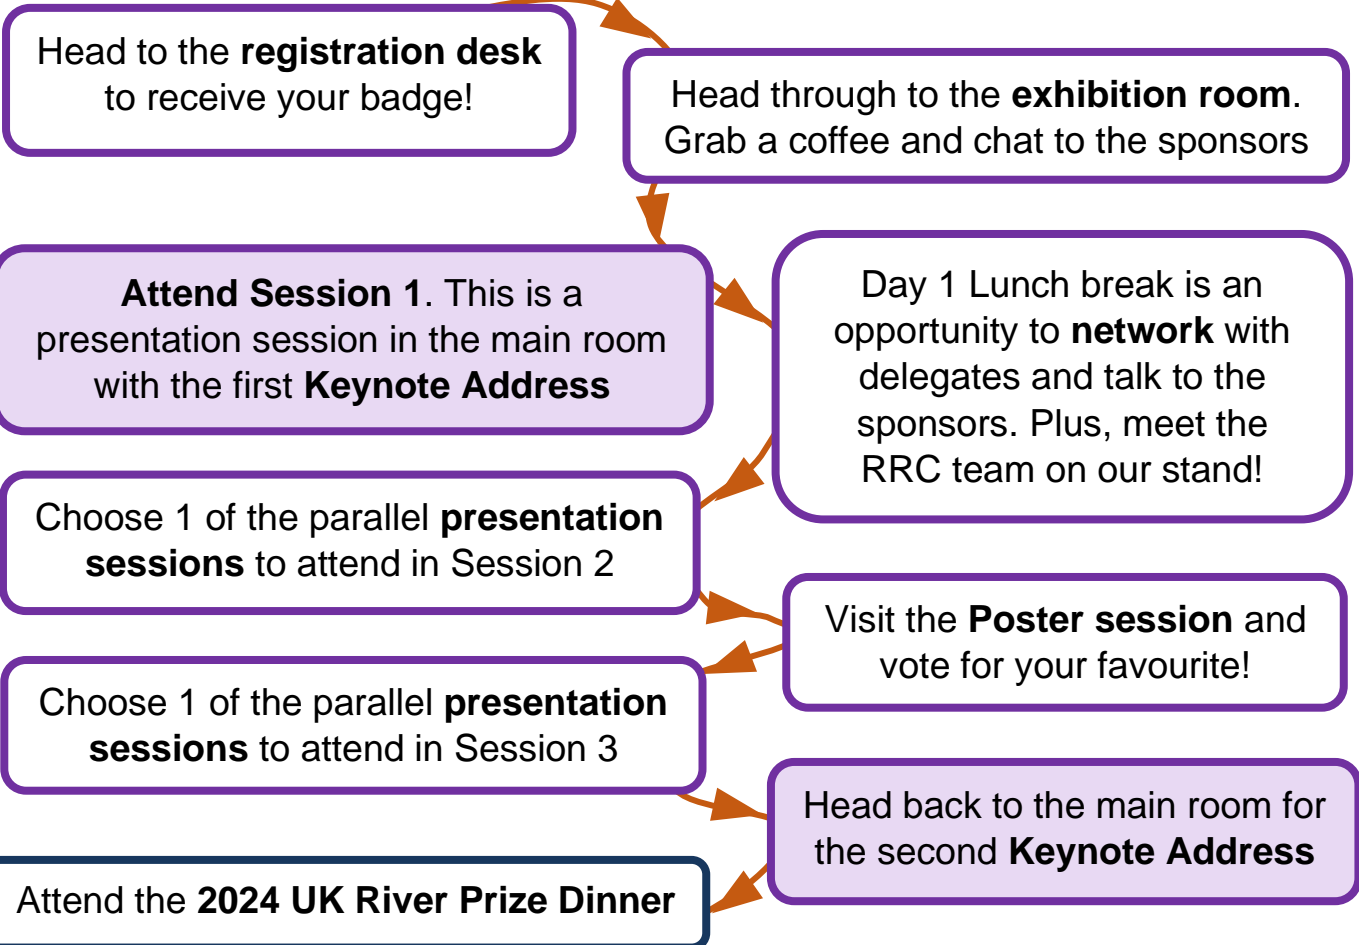 Head to the registration desk
to receive your badge!
Head through to the exhibition room.
Grab a coffee and chat to the sponsors
Attend Session 1. This is a
presentation session in the main room
with the first Keynote Address
Day 1 Lunch break is an
opportunity to network with
delegates and talk to the
sponsors. Plus, meet the
RRC team on our stand!
Choose 1 of the parallel presentation
sessions to attend in Session 2
Visit the Poster session and
vote for your favourite!
Choose 1 of the parallel presentation
sessions to attend in Session 3
Head back to the main room for
the second Keynote Address
Attend the 2024 UK River Prize Dinner